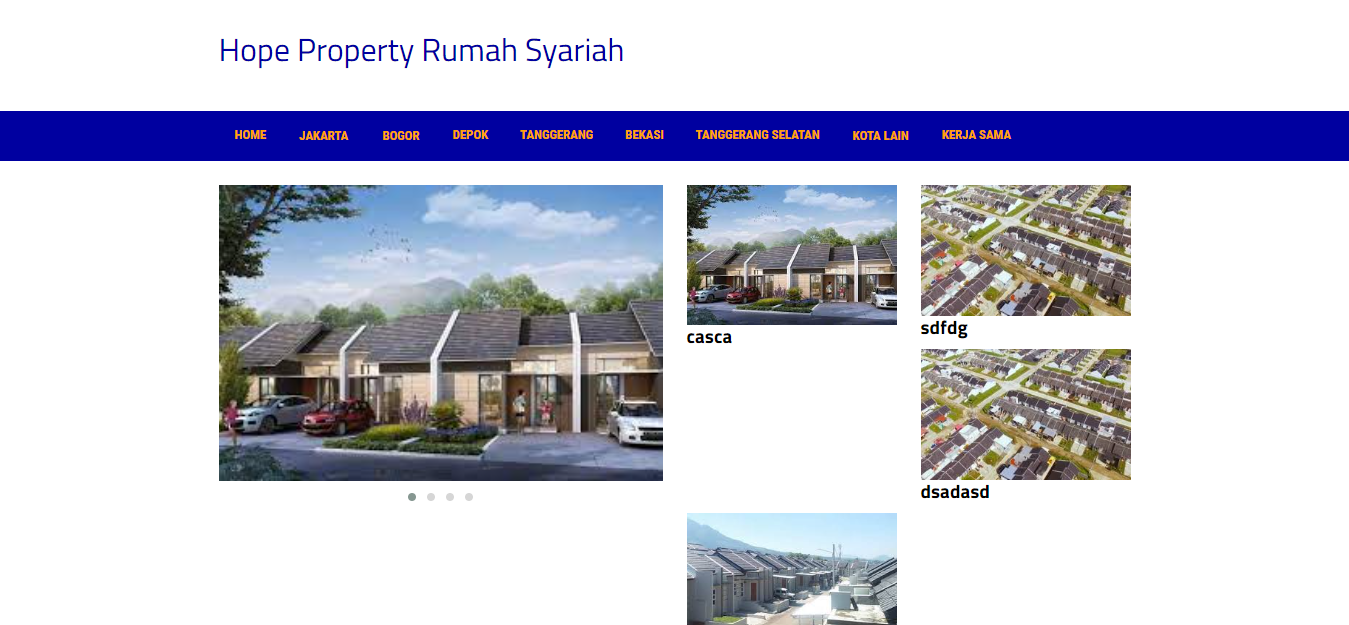 Hope Property Rumah Syariah
HOME JAKARTA BOGOR DEPOK TANGGERANG BEKASI TANGGERANG SELATAN KOTA LAIN KERJA SAMA
casca
sdfdg
dsadasd